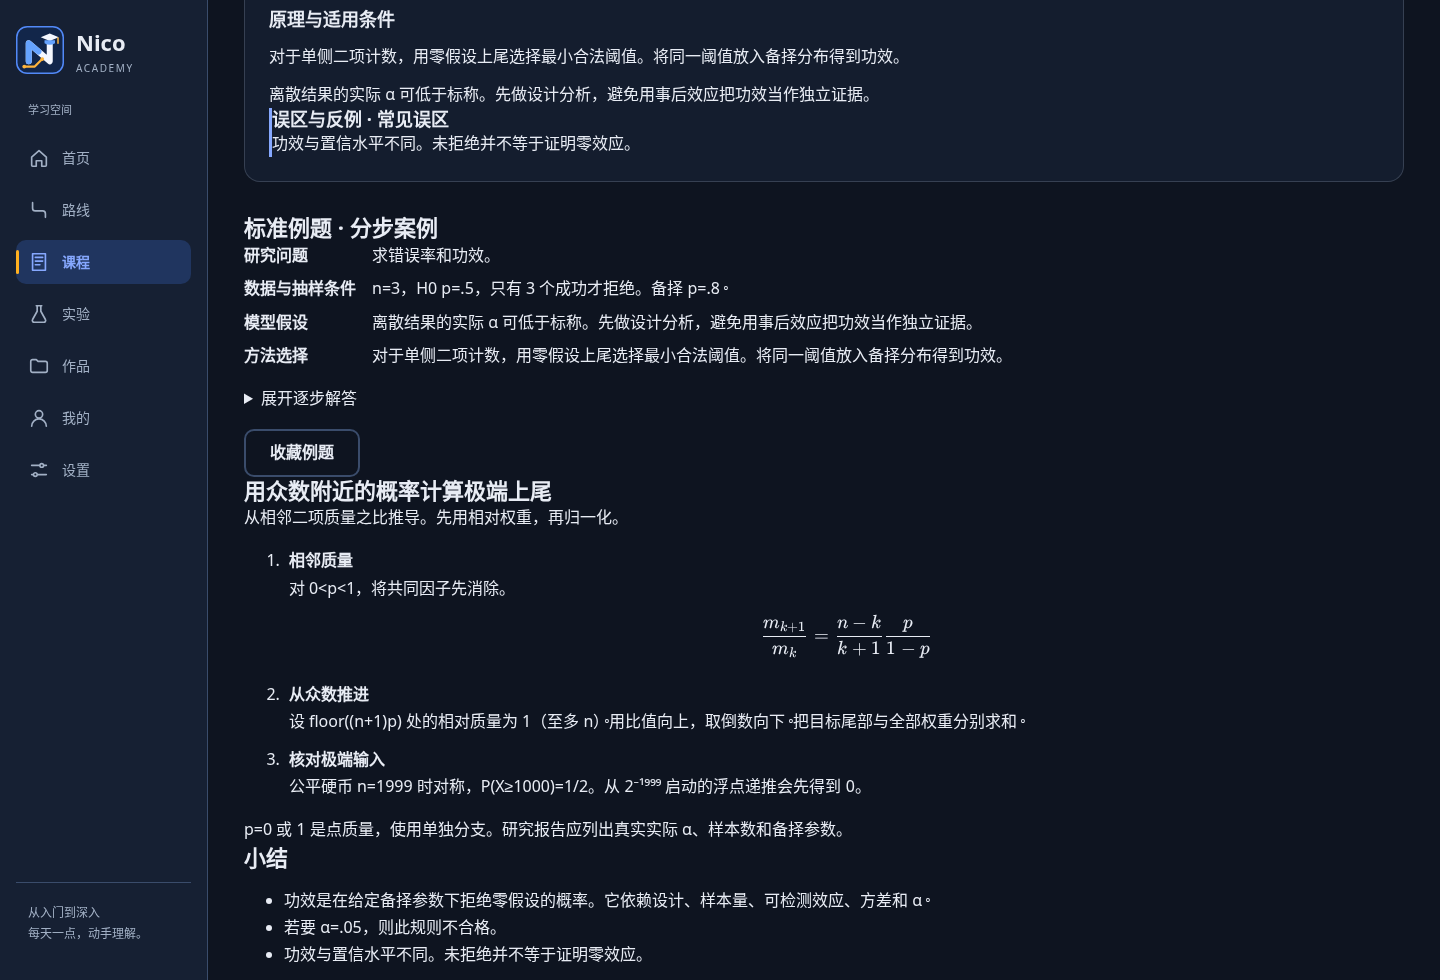 Nico
ACADEMY
学习空间
首页
路线
课程
实验
作品
我的
设置
从入门到深入
每天一点，动手理解。
原理与适用条件
对于单侧二项计数，用零假设上尾选择最小合法阈值。将同一阈值放入备择分布得到功效。
离散结果的实际 α 可低于标称。先做设计分析，避免用事后效应把功效当作独立证据。
误区与反例 · 常见误区
功效与置信水平不同。未拒绝并不等于证明零效应。
标准例题 · 分步案例
研究问题 求错误率和功效。
数据与抽样条件 n=3，H0 p=.5，只有 3 个成功才拒绝。备择 p=.8。
模型假设 离散结果的实际 α 可低于标称。先做设计分析，避免用事后效应把功效当作独立证据。
方法选择 对于单侧二项计数，用零假设上尾选择最小合法阈值。将同一阈值放入备择分布得到功效。
▶ 展开逐步解答
收藏例题
用众数附近的概率计算极端上尾
从相邻二项质量之比推导。先用相对权重，再归一化。
1. 相邻质量
对 0<p<1，将共同因子先消除。
\frac{m_{k+1}}{m_k} = \frac{n-k}{k+1}\frac{p}{1-p}
2. 从众数推进
设 floor((n+1)p) 处的相对质量为 1（至多 n）。用比值向上，取倒数向下。把目标尾部与全部权重分别求和。
3. 核对极端输入
公平硬币 n=1999 时对称，P(X≥1000)=1/2。从 2⁻¹⁹⁹⁹ 启动的浮点递推会先得到 0。
p=0 或 1 是点质量，使用单独分支。研究报告应列出真实实际 α、样本数和备择参数。
小结
• 功效是在给定备择参数下拒绝零假设的概率。它依赖设计、样本量、可检测效应、方差和 α。
• 若要 α=.05，则此规则不合格。
• 功效与置信水平不同。未拒绝并不等于证明零效应。